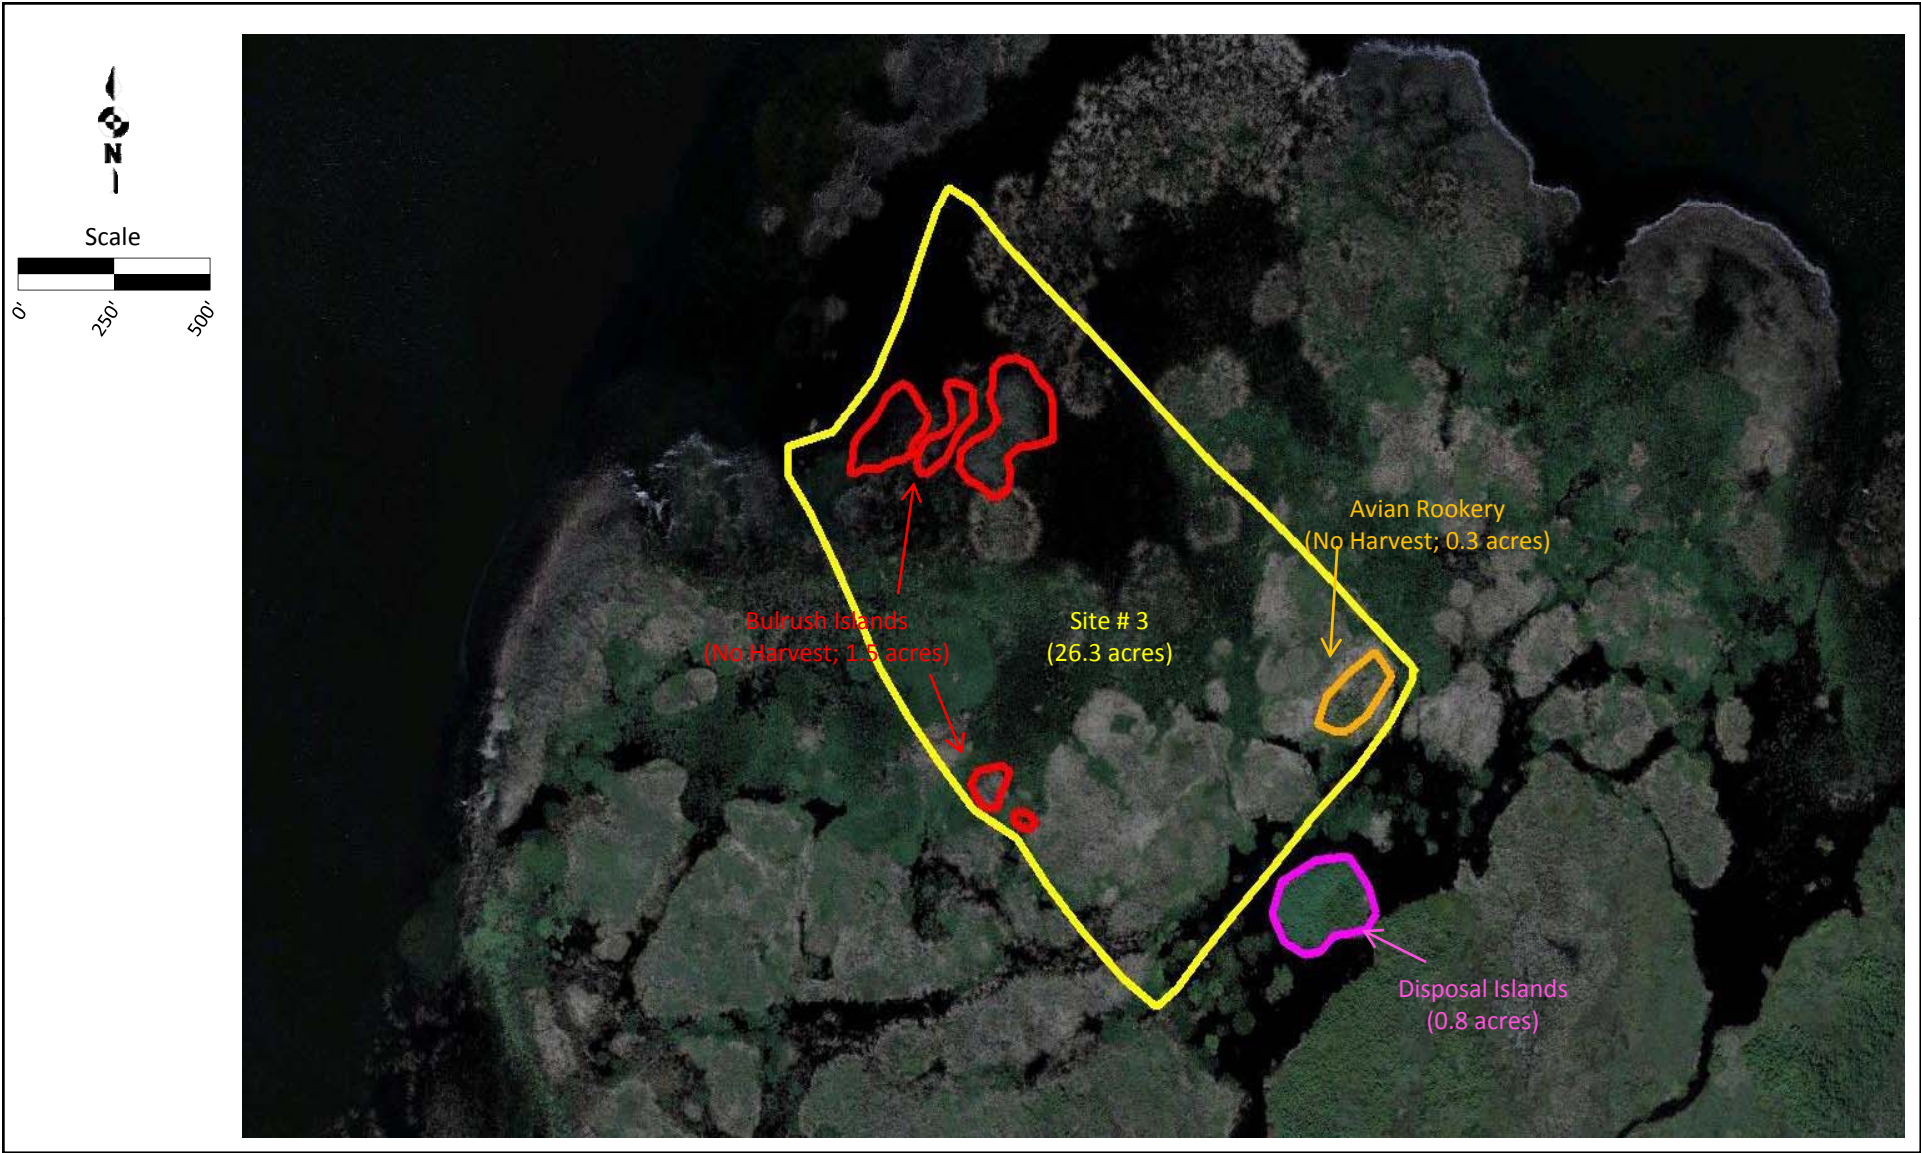 N
Scale
0'
250'
500'
Avian Rookery
(No Harvest; 0.3 acres)
Bulrush Islands
(No Harvest; 1.5 acres)
Site # 3
(26.3 acres)
Disposal Islands
(0.8 acres)